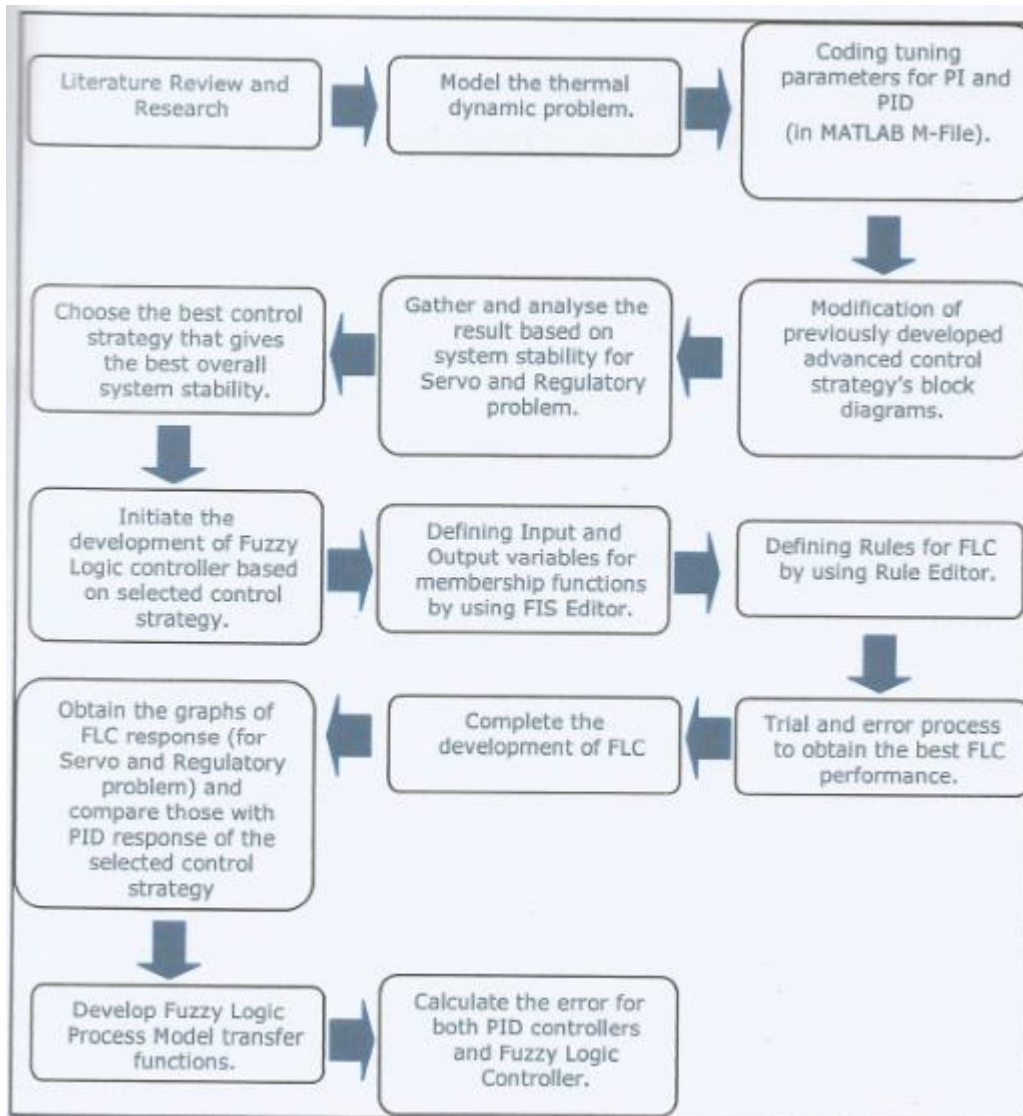 Literature Review and
Research
Model the thermal
dynamic problem.
Coding tuning
parameters for PI and
PID
(in MATLAB M-File).
Modification of
previously developed
advanced control
strategy's block
diagrams.
Gather and analyse the
result based on
system stability for
Servo and Regulatory
problem.
Choose the best control
strategy that gives
the best overall
system stability.
Initiate the
development of Fuzzy
Logic controller based
on selected control
strategy.
Defining Input and
Output variables for
membership functions
by using FIS Editor.
Defining Rules for FLC
by using Rule Editor.
Trial and error process
to obtain the best FLC
performance.
Complete the
development of FLC
Obtain the graphs of
FLC response (for
Servo and Regulatory
problem) and
compare those with
PID response of the
selected control
strategy
Develop Fuzzy Logic
Process Model transfer
functions.
Calculate the error for
both PID controllers
and Fuzzy Logic
Controller.